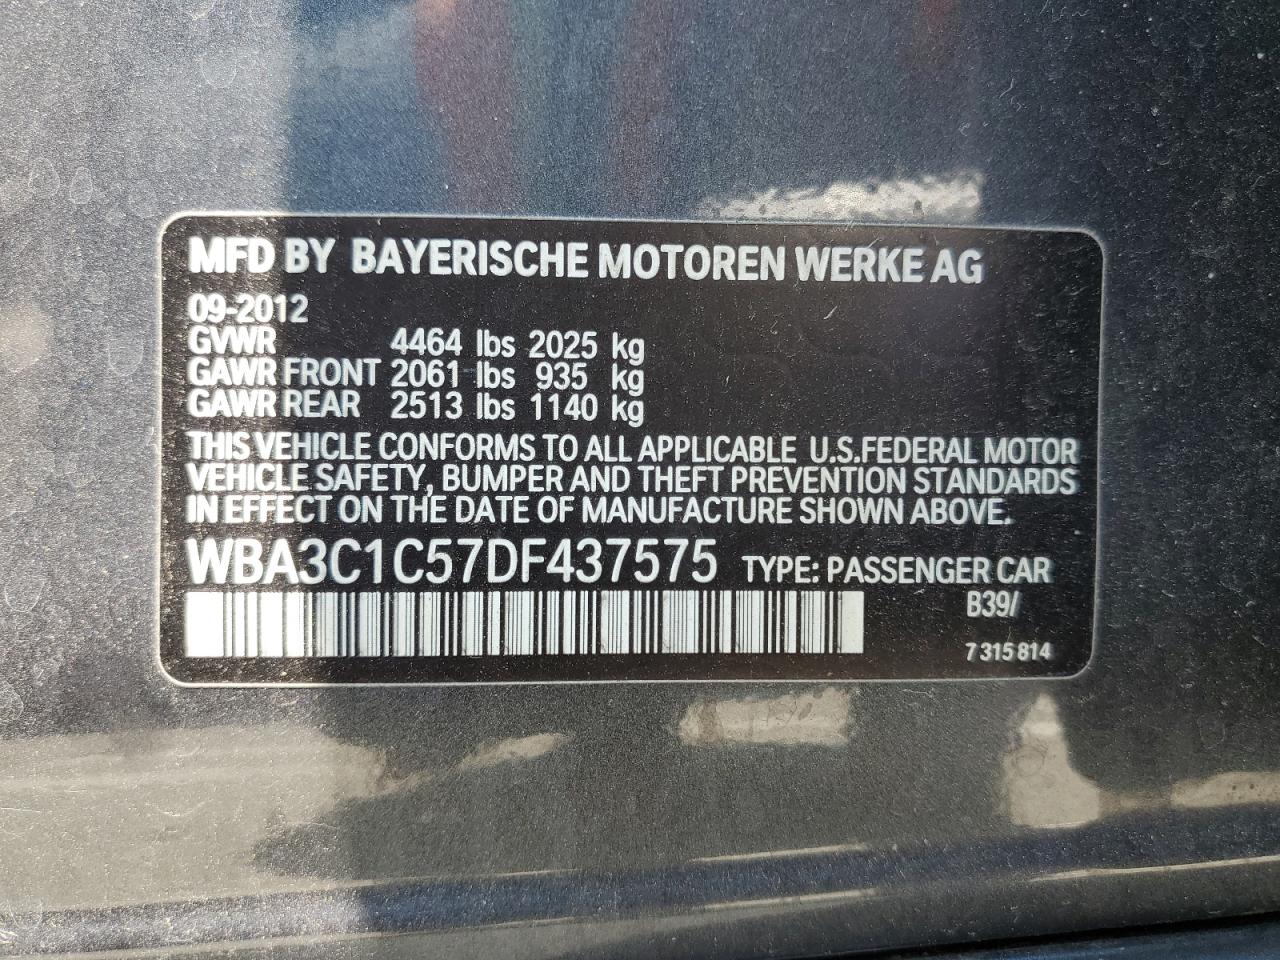 MFD BY BAYERISCHE MOTOREN WERKE AG
09-2012
GVWR 4464 lbs 2025 kg
GAWR FRONT 2061 lbs 935 kg
GAWR REAR 2513 lbs 1140 kg
THIS VEHICLE CONFORMS TO ALL APPLICABLE U.S.FEDERAL MOTOR
VEHICLE SAFETY, BUMPER AND THEFT PREVENTION STANDARDS
IN EFFECT ON THE DATE OF MANUFACTURE SHOWN ABOVE.
WBA3C1C57DF437575 TYPE: PASSENGER CAR
B39/
7 315 814